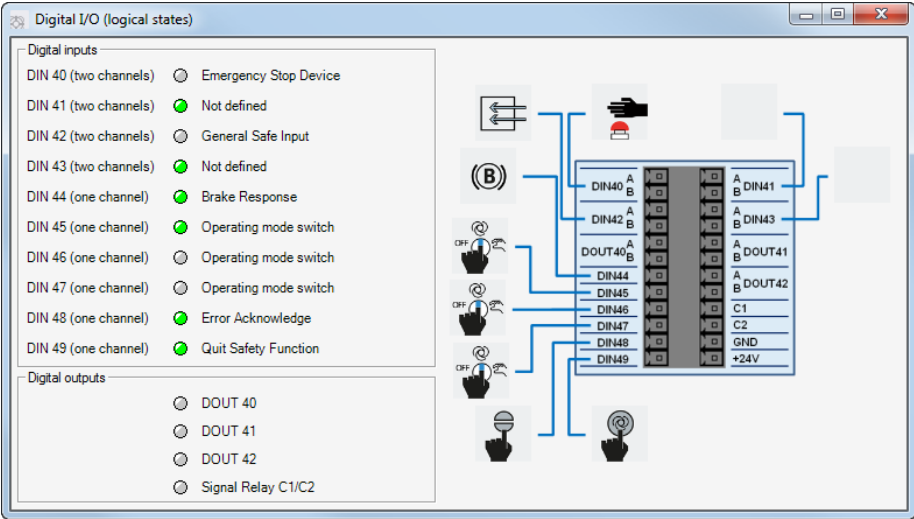 Digital I/O (logical states)
Digital inputs
DIN 40 (two channels) Emergency Stop Device
DIN 41 (two channels) Not defined
DIN 42 (two channels) General Safe Input
DIN 43 (two channels) Not defined
DIN 44 (one channel) Brake Response
DIN 45 (one channel) Operating mode switch
DIN 46 (one channel) Operating mode switch
DIN 47 (one channel) Operating mode switch
DIN 48 (one channel) Error Acknowledge
DIN 49 (one channel) Quit Safety Function
Digital outputs
DOUT 40
DOUT 41
DOUT 42
Signal Relay C1/C2
(B)
OFF
OFF
OFF
DIN40 A B
DIN42 A B
DOUT40 A B
DIN44
DIN45
DIN46
DIN47
DIN48
DIN49
A B DIN41
A B DIN43
A B DOUT41
A B DOUT42
C1
C2
GND
+24V